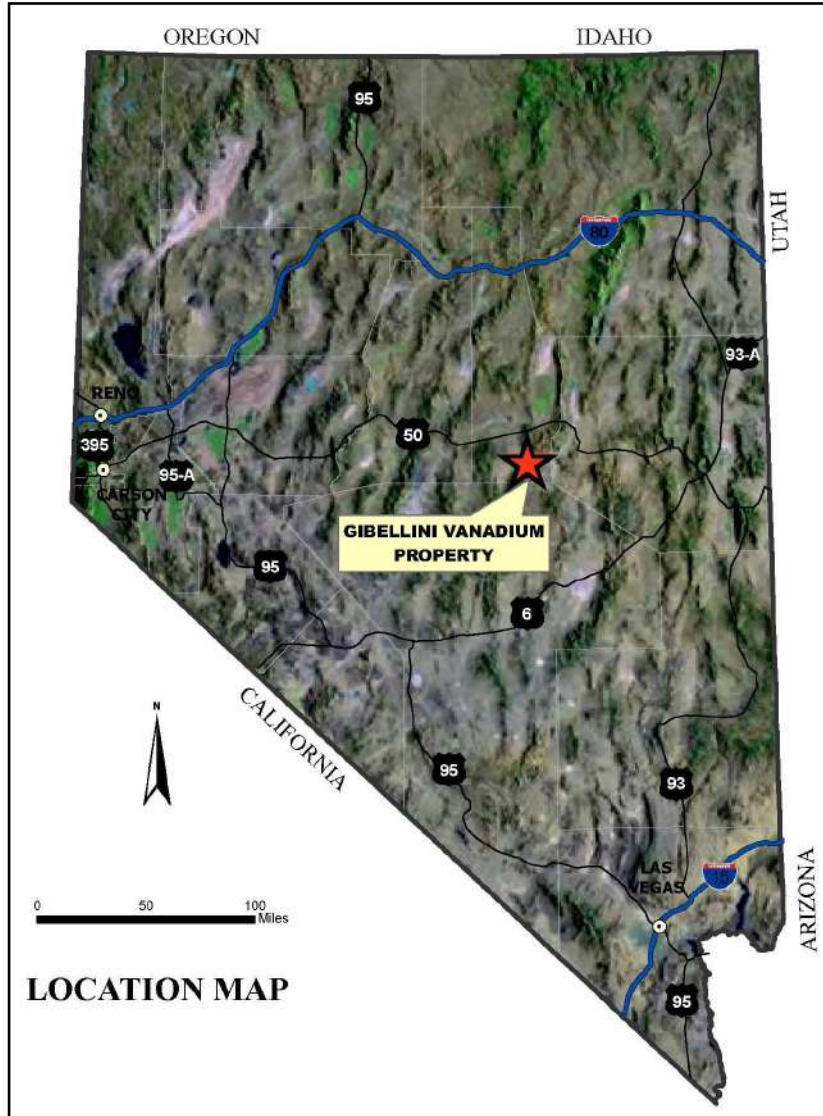 OREGON
IDAHO
95
UTAH
80
93-A
RENO
395
50
95-A
CARSON
CITY
GIBELLINI VANADIUM
PROPERTY
95
6
CALIFORNIA
N
95
93
LAS
VEGAS
15
ARIZONA
0 50 100
Miles
LOCATION MAP
95